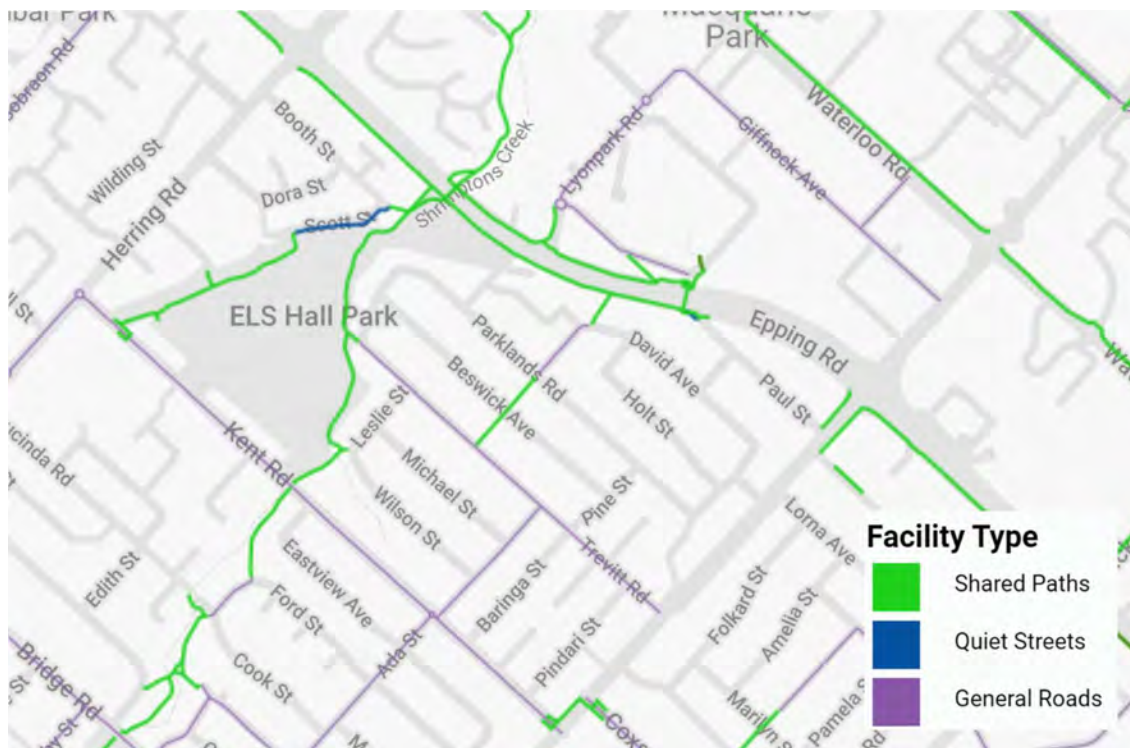 Park
Park
Booth St
Wilding St
Dora St
Scott S
Herring Rd
Shrimptons Creek
Lyonpark Rd
Giffnock Ave
Waterloo Rd
ELS Hall Park
Epping Rd
Parklands Rd
Beswick Ave
David Ave
Holt St
Paul St
Leslie St
Kent Rd
Michael St
Wilson St
Pine St
Trevitt Rd
Lorna Ave
Edith St
Eastview Ave
Ford St
Baringa St
Folkard St
Amelia St
Ada St
Pindari St
Cook St
Bridge Rd
Facility Type
Shared Paths
Quiet Streets
General Roads